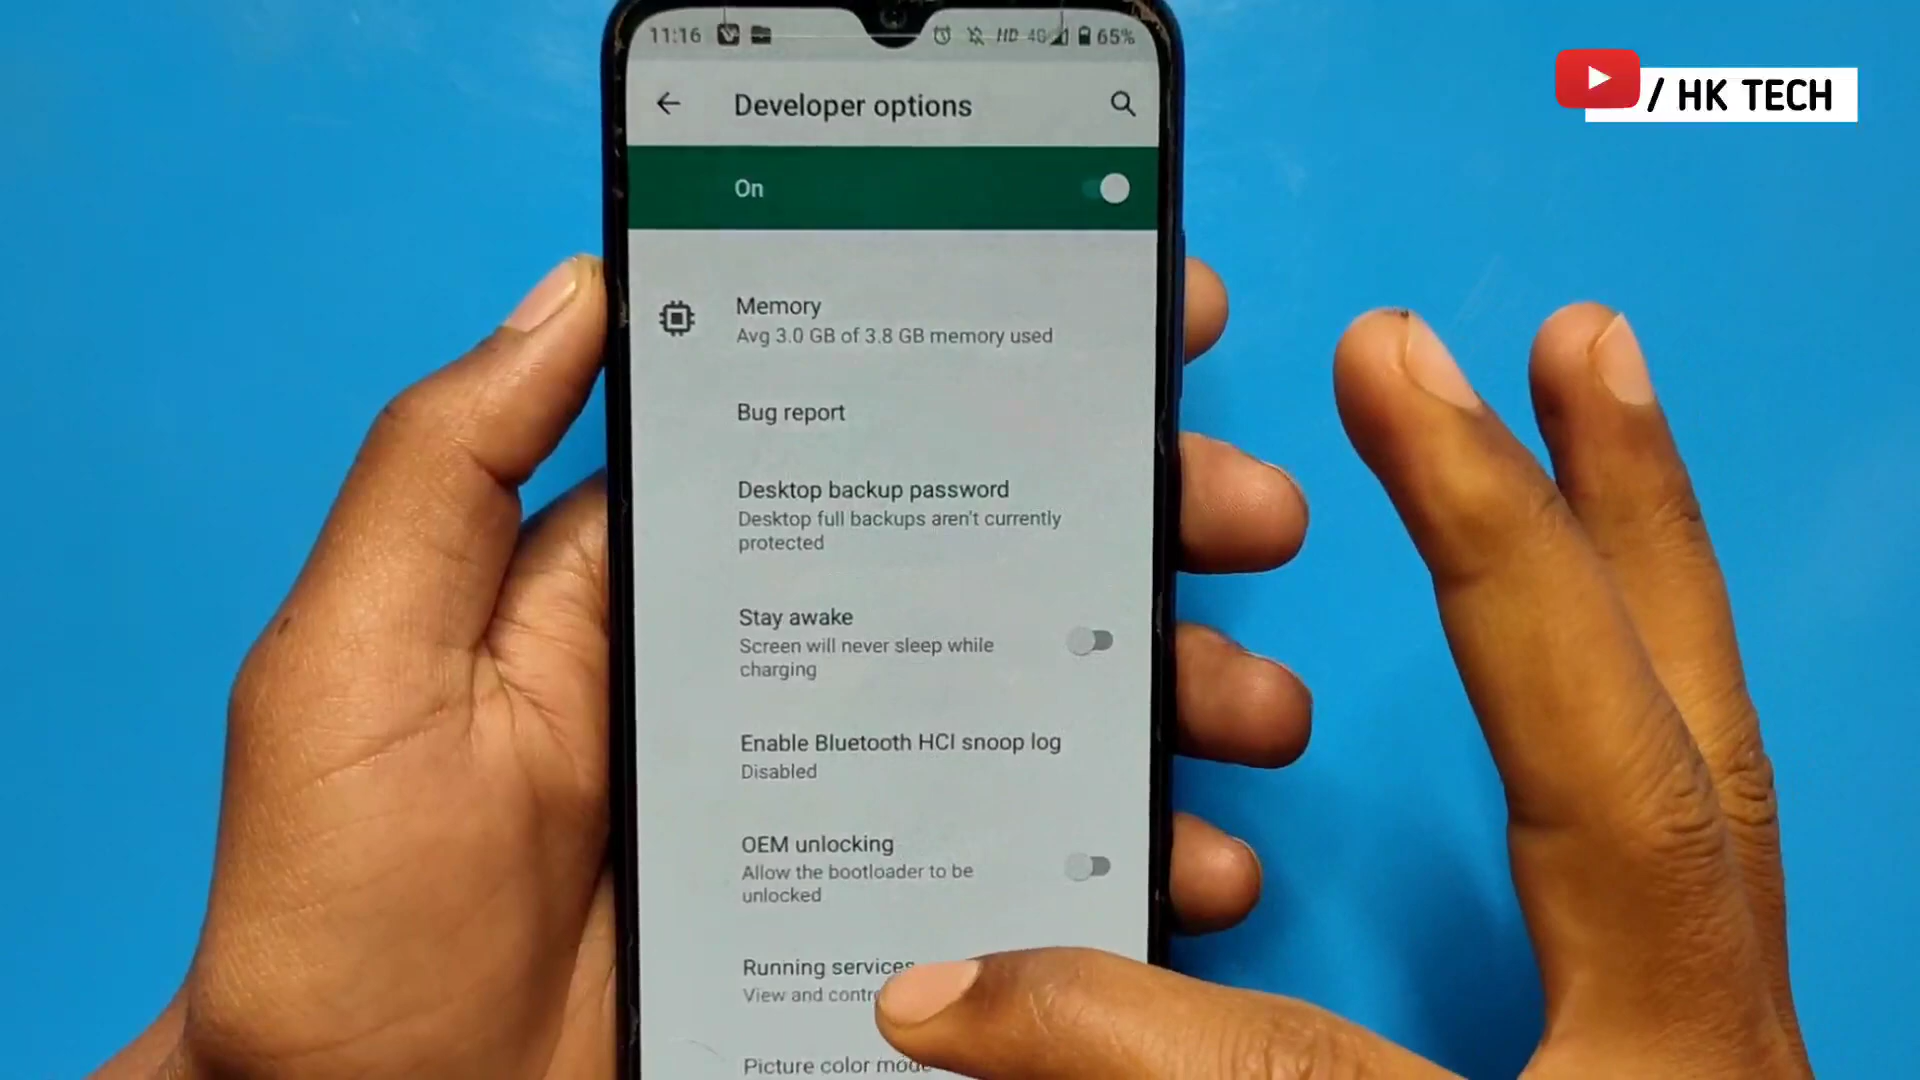 11:16 HD 4G 65%
/ HK TECH
Developer options
On
Memory
Avg 3.0 GB of 3.8 GB memory used
Bug report
Desktop backup password
Desktop full backups aren't currently
protected
Stay awake
Screen will never sleep while
charging
Enable Bluetooth HCI snoop log
Disabled
OEM unlocking
Allow the bootloader to be
unlocked
Running services
View and
Picture color mode